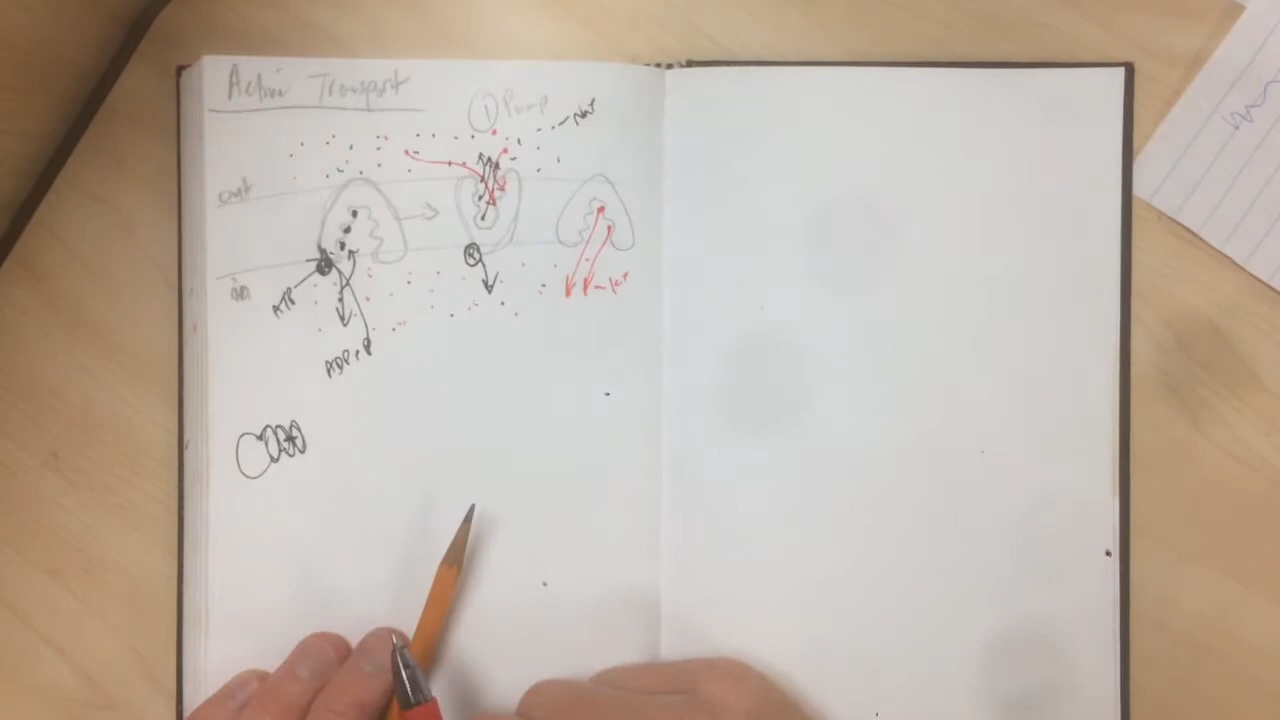 Active Transport
① Pump
Na+
out
in
ATP
K+
ADP+P